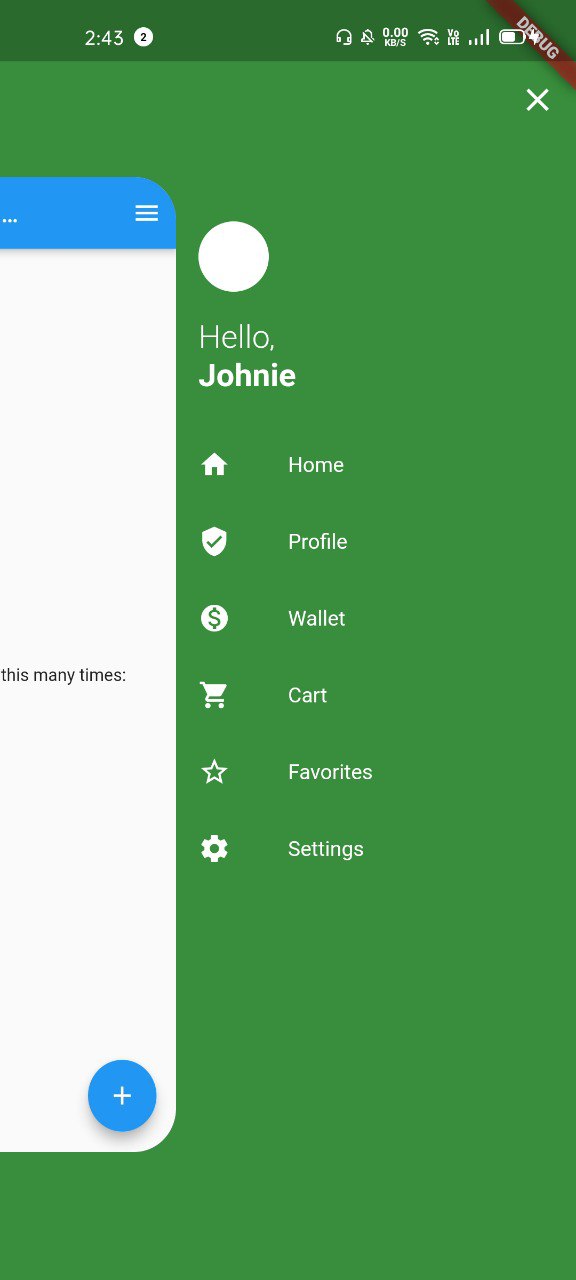 2:43
2
0.00
KB/S
VO
LTE
DEBUG
...
Hello,
Johnie
Home
Profile
Wallet
this many times:
Cart
Favorites
Settings